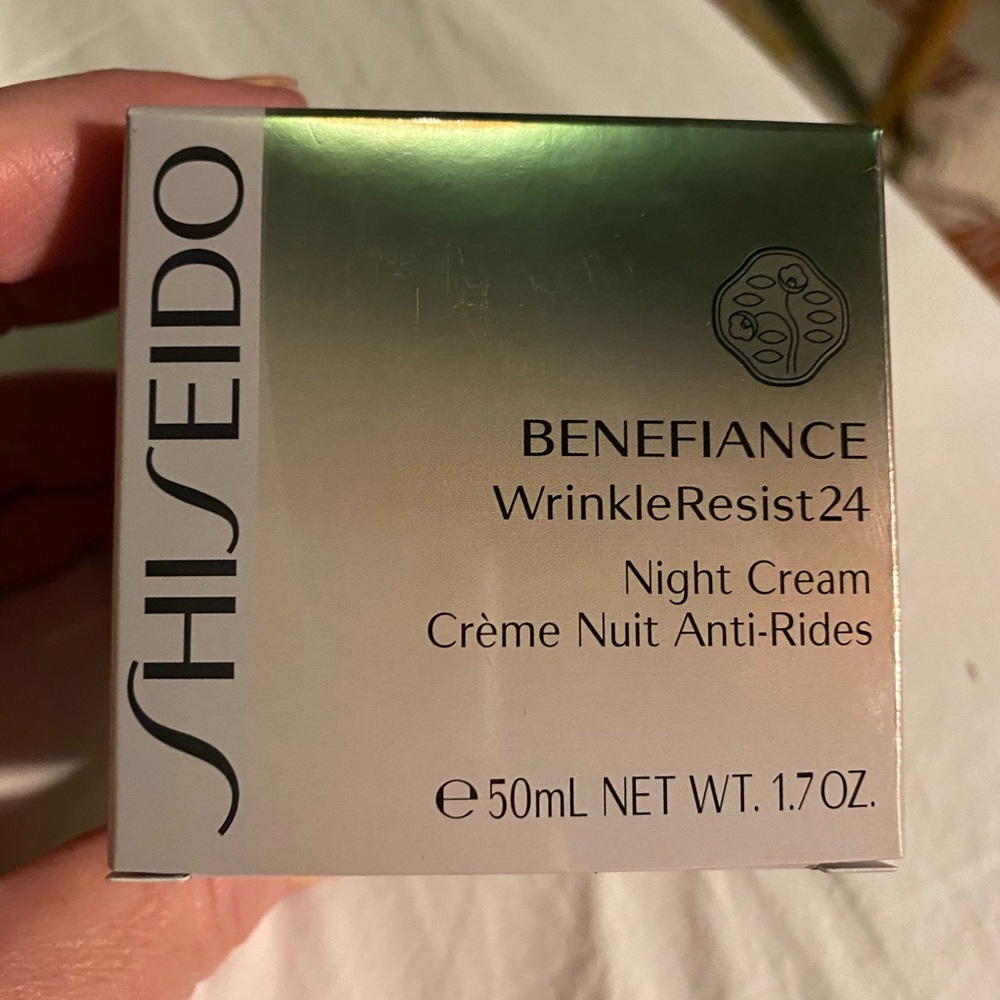 SHISEIDO
BENEFIANCE
WrinkleResist24
Night Cream
Crème Nuit Anti-Rides
℮50mL NET WT. 1.7 OZ.